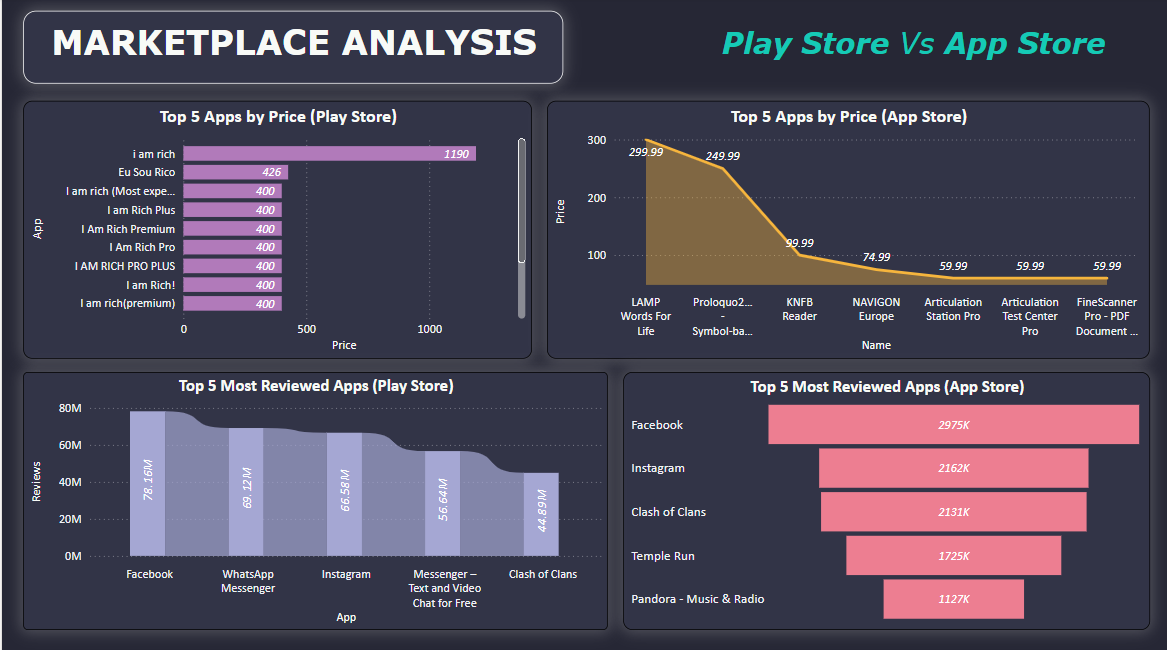 MARKETPLACE ANALYSIS
Play Store Vs App Store
Top 5 Apps by Price (Play Store)
App
i am rich
1190
Eu Sou Rico
426
I am rich (Most expe...
400
I am Rich Plus
400
I Am Rich Premium
400
I Am Rich Pro
400
I AM RICH PRO PLUS
400
I am Rich!
400
I am rich(premium)
400
0 500 1000
Price
Top 5 Apps by Price (App Store)
Price
300
200
100
299.99
249.99
99.99
74.99
59.99
59.99
59.99
LAMP
Words For
Life
Proloquo2...
-
Symbol-ba...
KNFB
Reader
NAVIGON
Europe
Articulation
Station Pro
Articulation
Test Center
Pro
FineScanner
Pro - PDF
Document ...
Name
Top 5 Most Reviewed Apps (Play Store)
Reviews
80M
60M
40M
20M
0M
78.16M
69.12M
66.58M
56.64M
44.89M
Facebook
WhatsApp
Messenger
Instagram
Messenger –
Text and Video
Chat for Free
Clash of Clans
App
Top 5 Most Reviewed Apps (App Store)
Facebook
2975K
Instagram
2162K
Clash of Clans
2131K
Temple Run
1725K
Pandora - Music & Radio
1127K